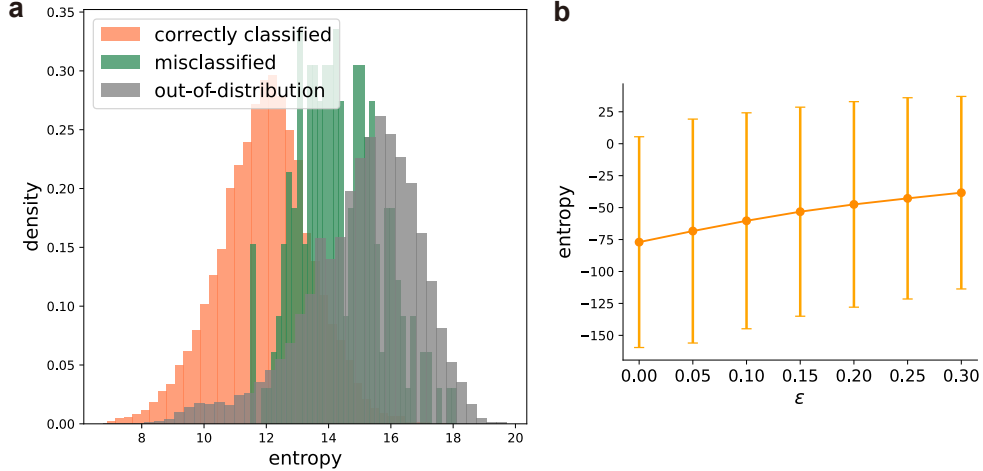 a
0.35
0.30
0.25
0.20
0.15
0.10
0.05
0.00
density
correctly classified
misclassified
out-of-distribution
8 10 12 14 16 18 20
entropy
b
25
0
−25
−50
−75
−100
−125
−150
entropy
0.00 0.05 0.10 0.15 0.20 0.25 0.30
ε